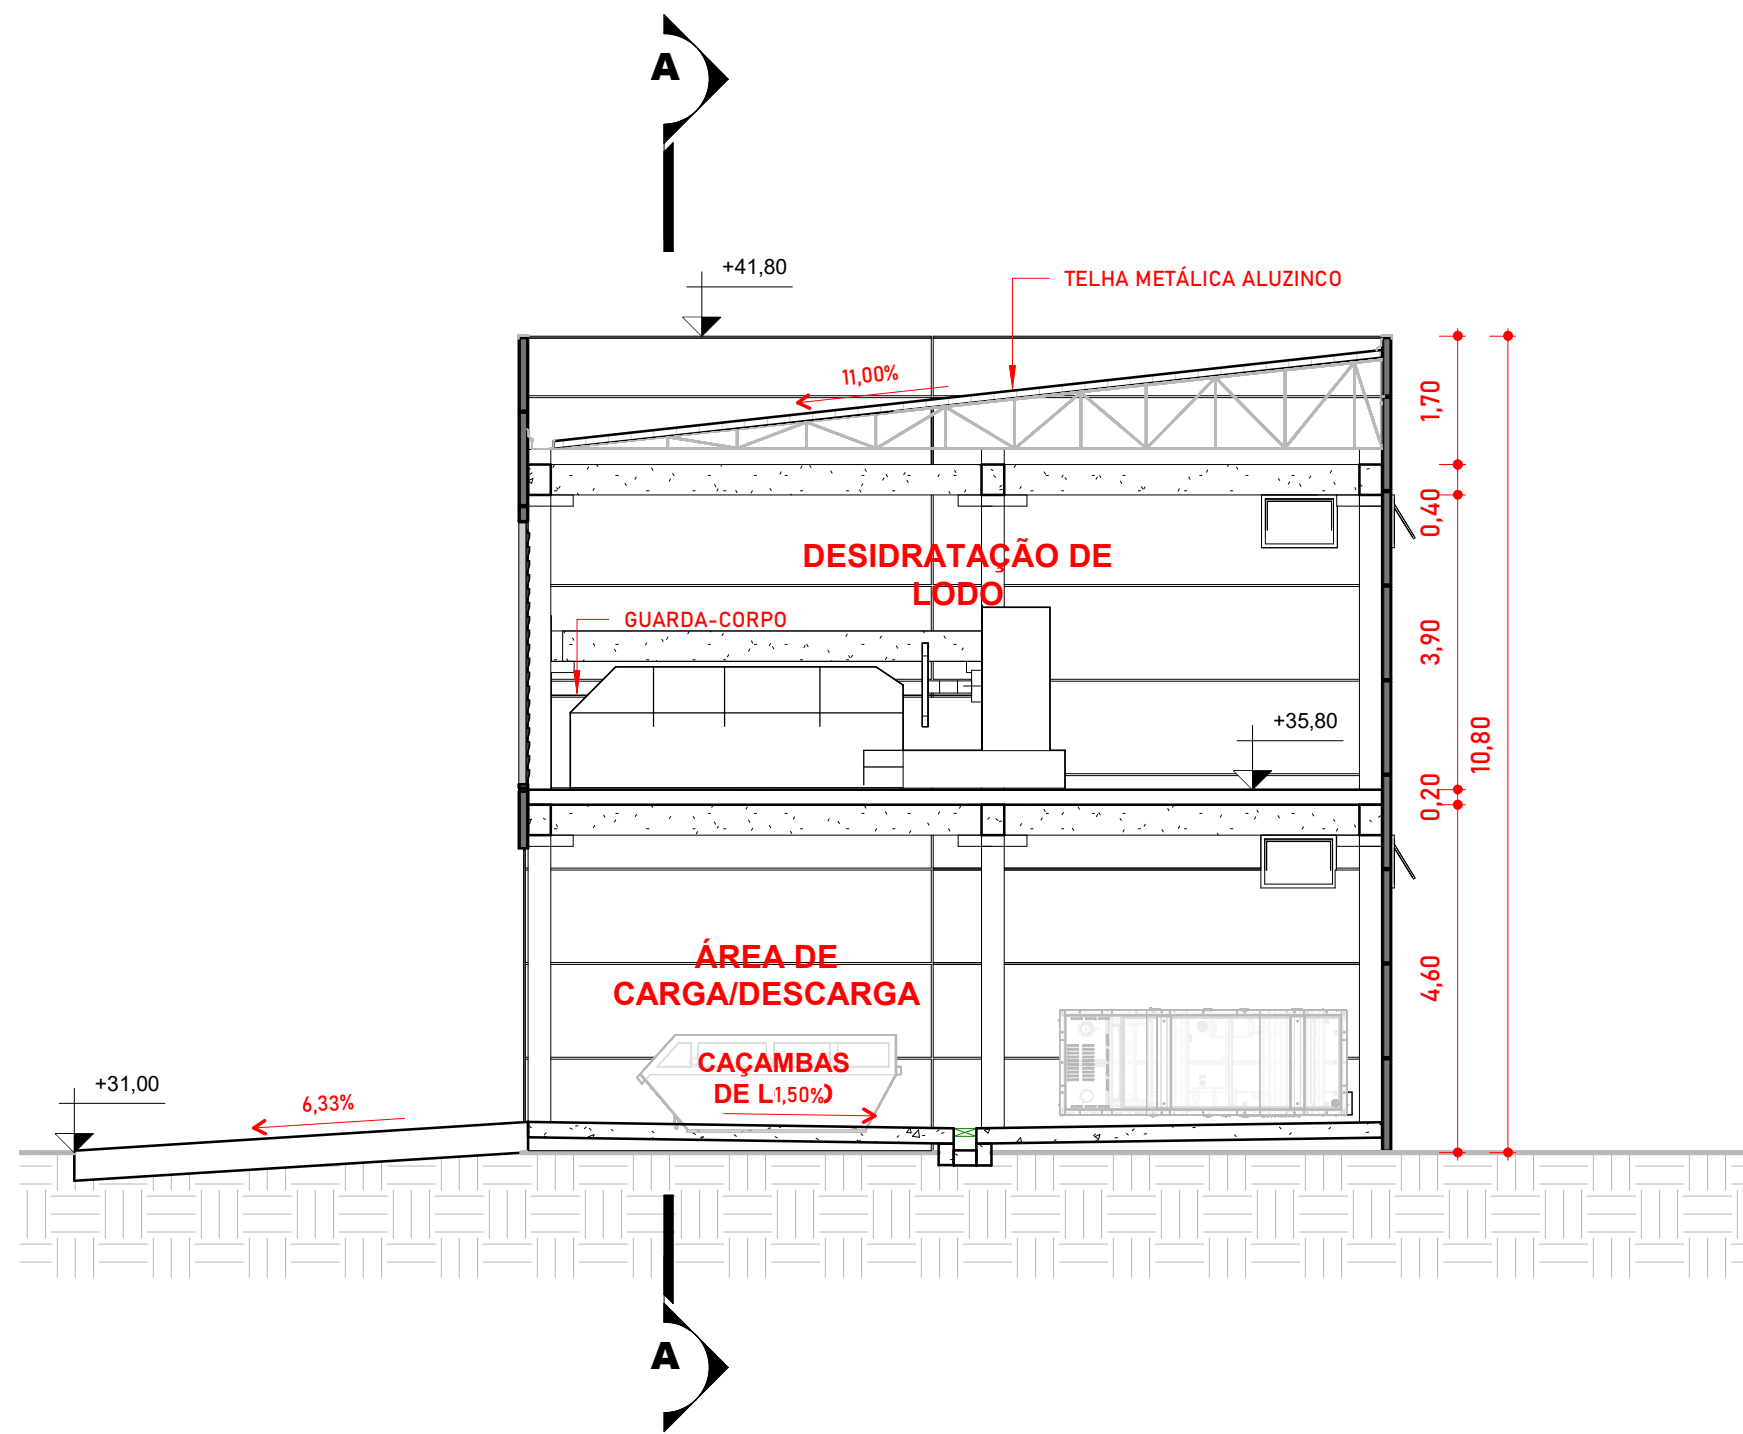 A
+41,80
TELHA METÁLICA ALUZINCO
11,00%
1,70
0,40
DESIDRATAÇÃO DE
LODO
GUARDA-CORPO
3,90
+35,80
10,80
0,20
ÁREA DE
CARGA/DESCARGA
4,60
CAÇAMBAS
DE L
1,50%
+31,00
6,33%
A